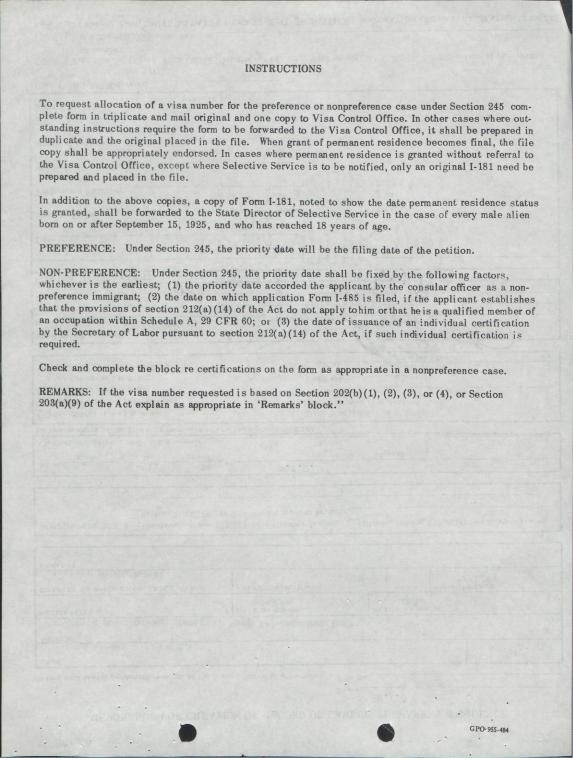 INSTRUCTIONS
To request allocation of a visa number for the preference or nonpreference case under Section 245 com-
plete form in triplicate and mail original and one copy to Visa Control Office. In other cases where out-
standing instructions require the form to be forwarded to the Visa Control Office, it shall be prepared in
duplicate and the original placed in the file. When grant of permanent residence becomes final, the file
copy shall be appropriately endorsed. In cases where permanent residence is granted without referral to
the Visa Control Office, except where Selective Service is to be notified, only an original I-181 need be
prepared and placed in the file.
In addition to the above copies, a copy of Form I-181, noted to show the date permanent residence status
is granted, shall be forwarded to the State Director of Selective Service in the case of every male alien
born on or after September 15, 1925, and who has reached 18 years of age.
PREFERENCE: Under Section 245, the priority date will be the filing date of the petition.
NON-PREFERENCE: Under Section 245, the priority date shall be fixed by the following factors,
whichever is the earliest; (1) the priority date accorded the applicant by the consular officer as a non-
preference immigrant; (2) the date on which application Form I-485 is filed, if the applicant establishes
that the provisions of section 212(a)(14) of the Act do not apply to him or that he is a qualified member of
an occupation within Schedule A, 29 CFR 60; or (3) the date of issuance of an individual certification
by the Secretary of Labor pursuant to section 212(a)(14) of the Act, if such individual certification is
required.
Check and complete the block re certifications on the form as appropriate in a nonpreference case.
REMARKS: If the visa number requested is based on Section 202(b)(1), (2), (3), or (4), or Section
203(a)(9) of the Act explain as appropriate in 'Remarks' block."
GPO-955-484